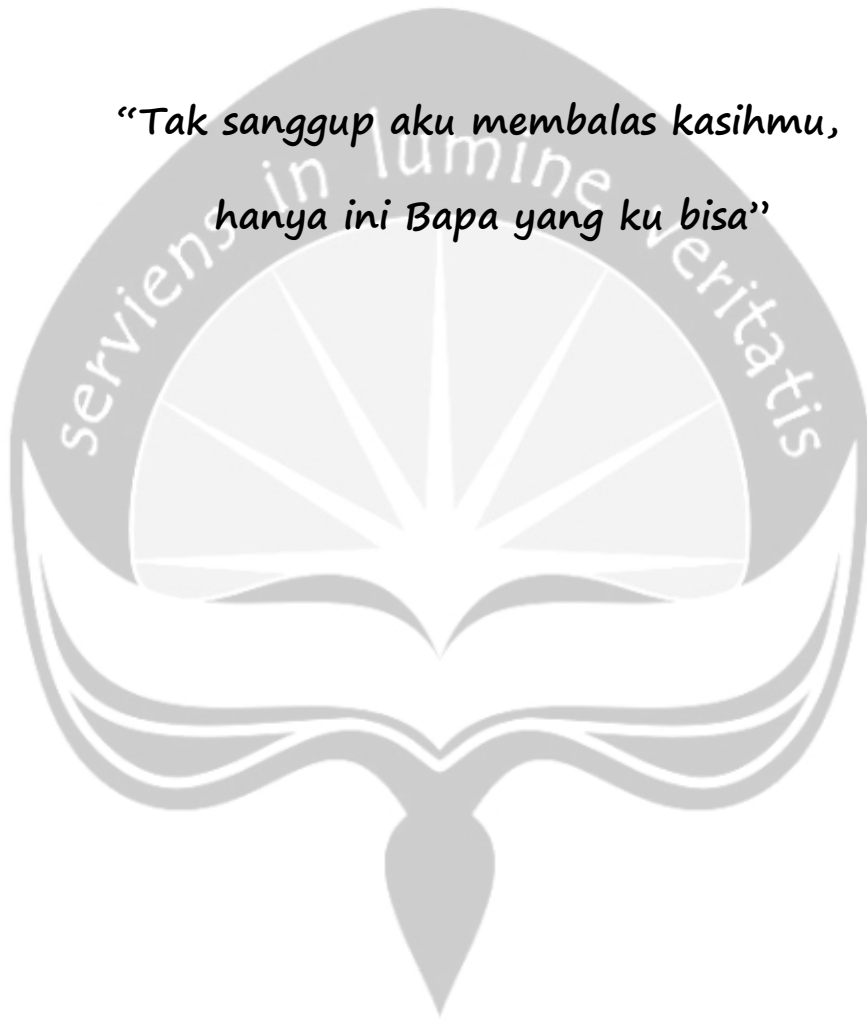 “Tak sanggup aku membalas kasihmu,
hanya ini Bapa yang ku bisa”
serviens in lumine veritatis